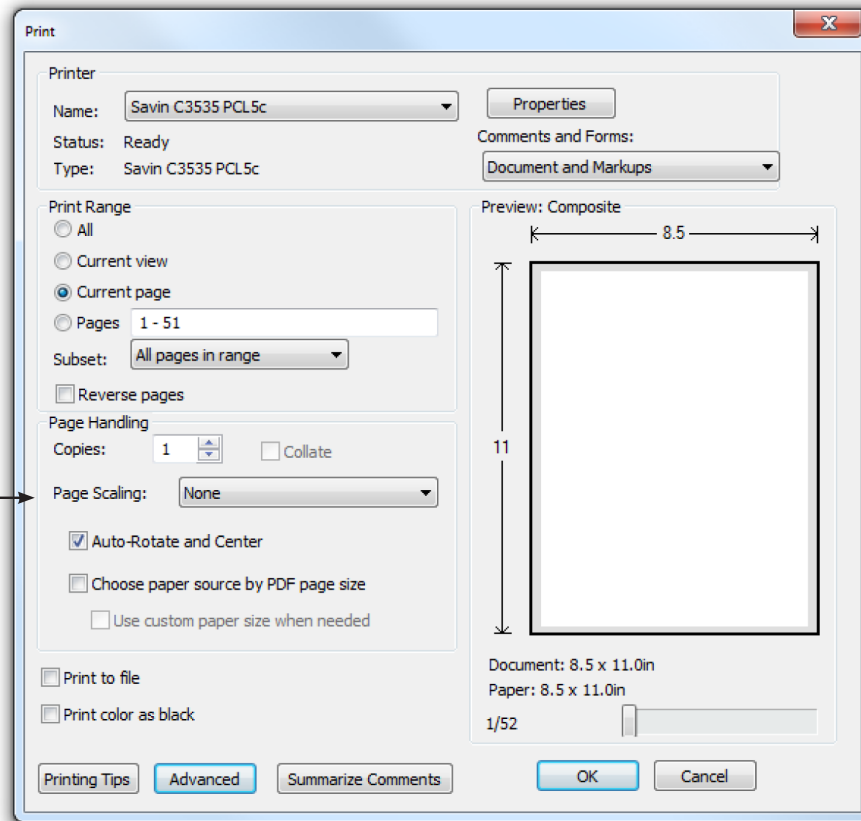 Print
X
Printer
Name: Savin C3535 PCL5c
Properties
Status: Ready
Comments and Forms:
Type: Savin C3535 PCL5c
Document and Markups
Print Range
All
Current view
Current page
Pages 1 - 51
Subset: All pages in range
Reverse pages
Page Handling
Copies: 1 Collate
Page Scaling: None
Auto-Rotate and Center
Choose paper source by PDF page size
Use custom paper size when needed
Print to file
Print color as black
Preview: Composite
8.5
11
Document: 8.5 x 11.0in
Paper: 8.5 x 11.0in
1/52
Printing Tips Advanced Summarize Comments OK Cancel